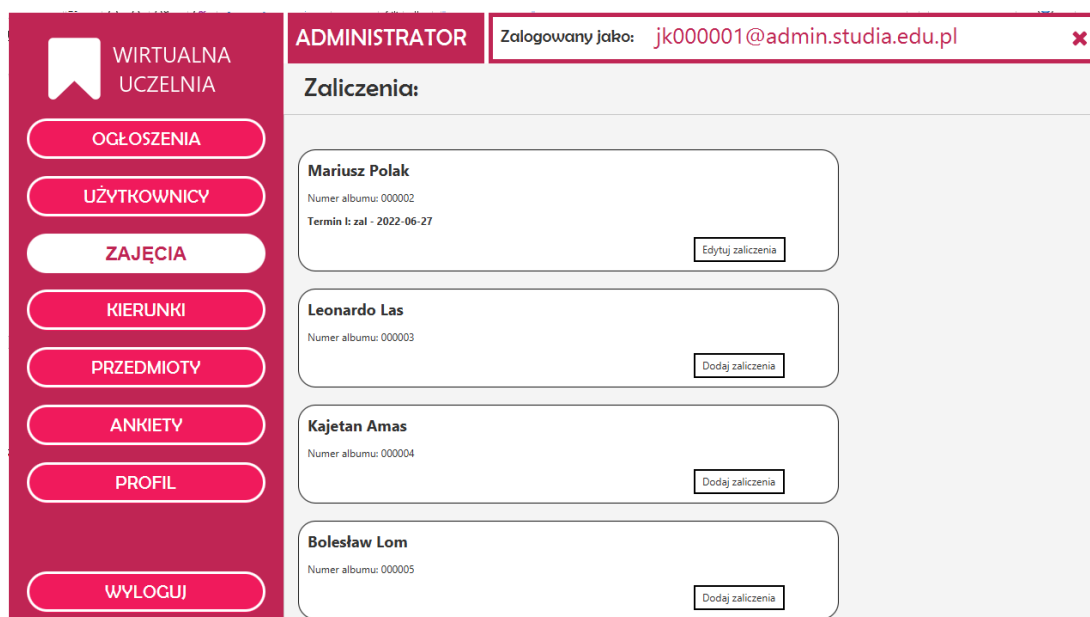 WIRTUALNA
UCZELNIA
OGŁOSZENIA
UŻYTKOWNICY
ZAJĘCIA
KIERUNKI
PRZEDMIOTY
ANKIETY
PROFIL
WYLOGUJ
ADMINISTRATOR
Zalogowany jako: jk000001@admin.studia.edu.pl
Zaliczenia:
Mariusz Polak
Numer albumu: 000002
Termin I: zal - 2022-06-27
Edytuj zaliczenia
Leonardo Las
Numer albumu: 000003
Dodaj zaliczenia
Kajetan Amas
Numer albumu: 000004
Dodaj zaliczenia
Bolesław Lom
Numer albumu: 000005
Dodaj zaliczenia